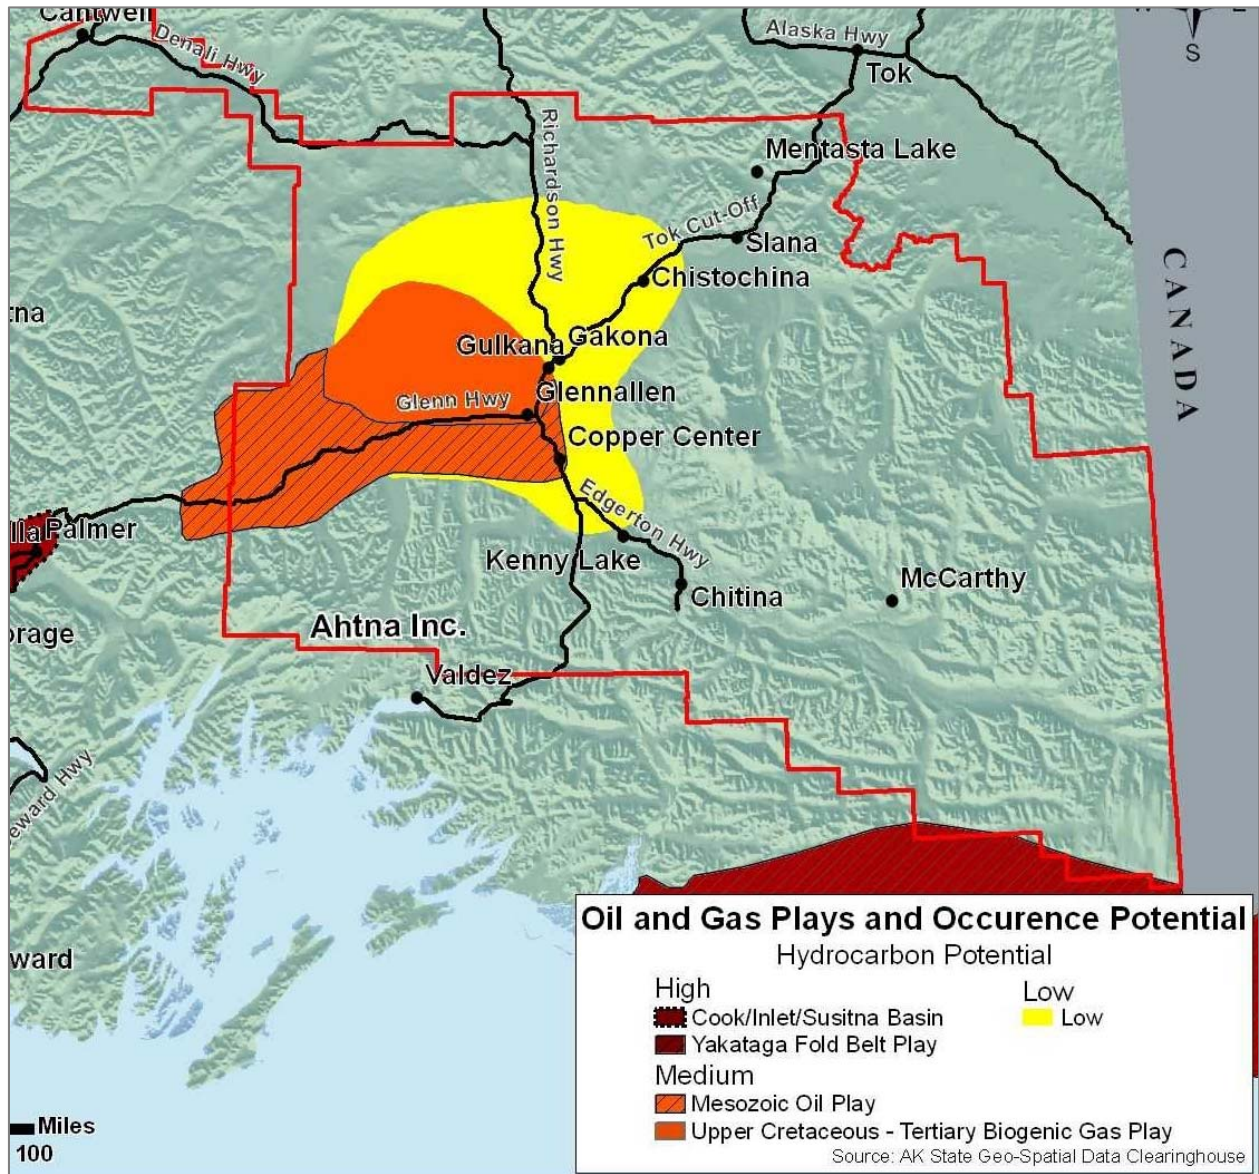 Cantwell
Denali Hwy
Alaska Hwy
Tok
S
Richardson Hwy
Mentasta Lake
Tok Cut-Off
Slana
Chistochina
CANADA
Gulkana
Gakona
Glenn Hwy
Glennallen
Copper Center
Edgerton Hwy
Palmer
Kenny Lake
Chitina
McCarthy
Ahtna Inc.
Valdez
Oil and Gas Plays and Occurence Potential
Hydrocarbon Potential
High
Cook/Inlet/Susitna Basin
Yakataga Fold Belt Play
Low
Low
Medium
Mesozoic Oil Play
Upper Cretaceous - Tertiary Biogenic Gas Play
Source: AK State Geo-Spatial Data Clearinghouse
Miles
100